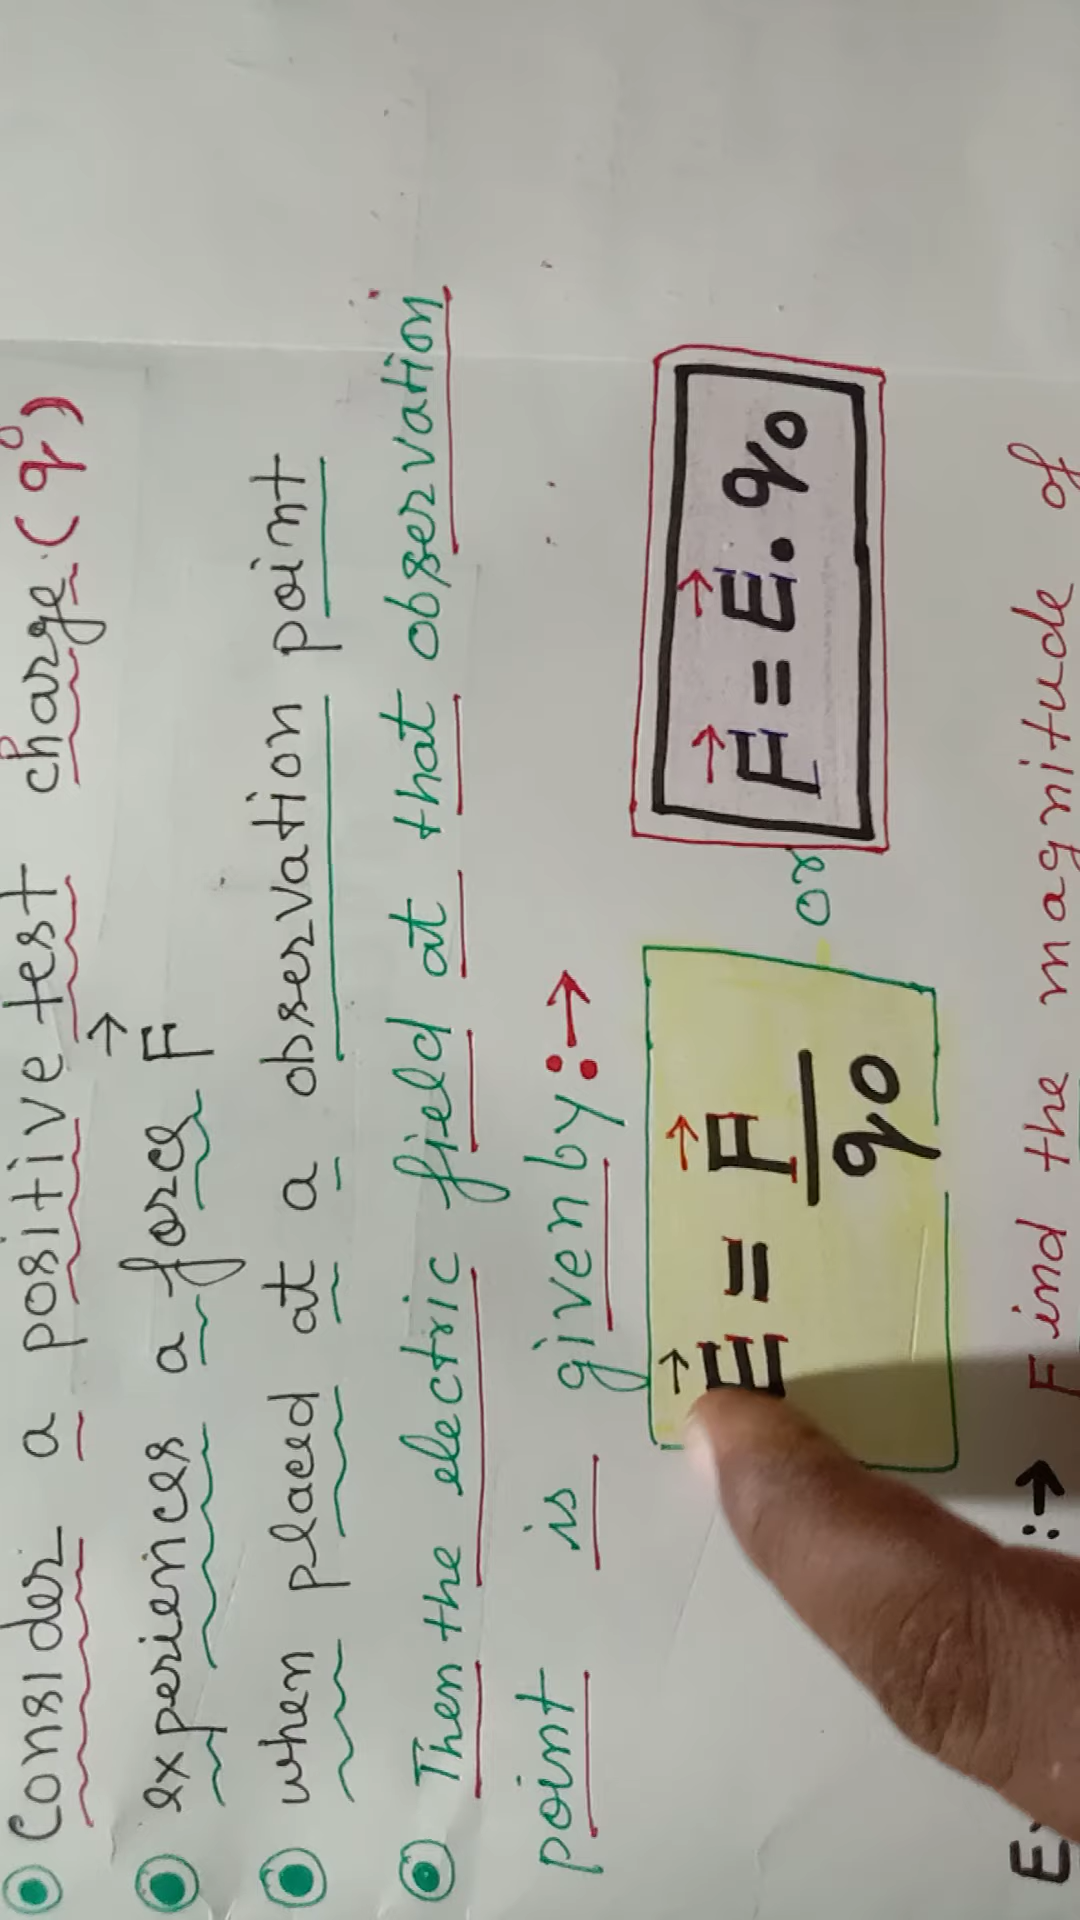 Consider a positive test charge (q₀)
experiences a force F⃗
when placed at a observation point
Then the electric field at that observation
point is given by :→
E⃗ = F⃗/q₀ or F⃗ = E⃗.q₀
:→ Find the magnitude of